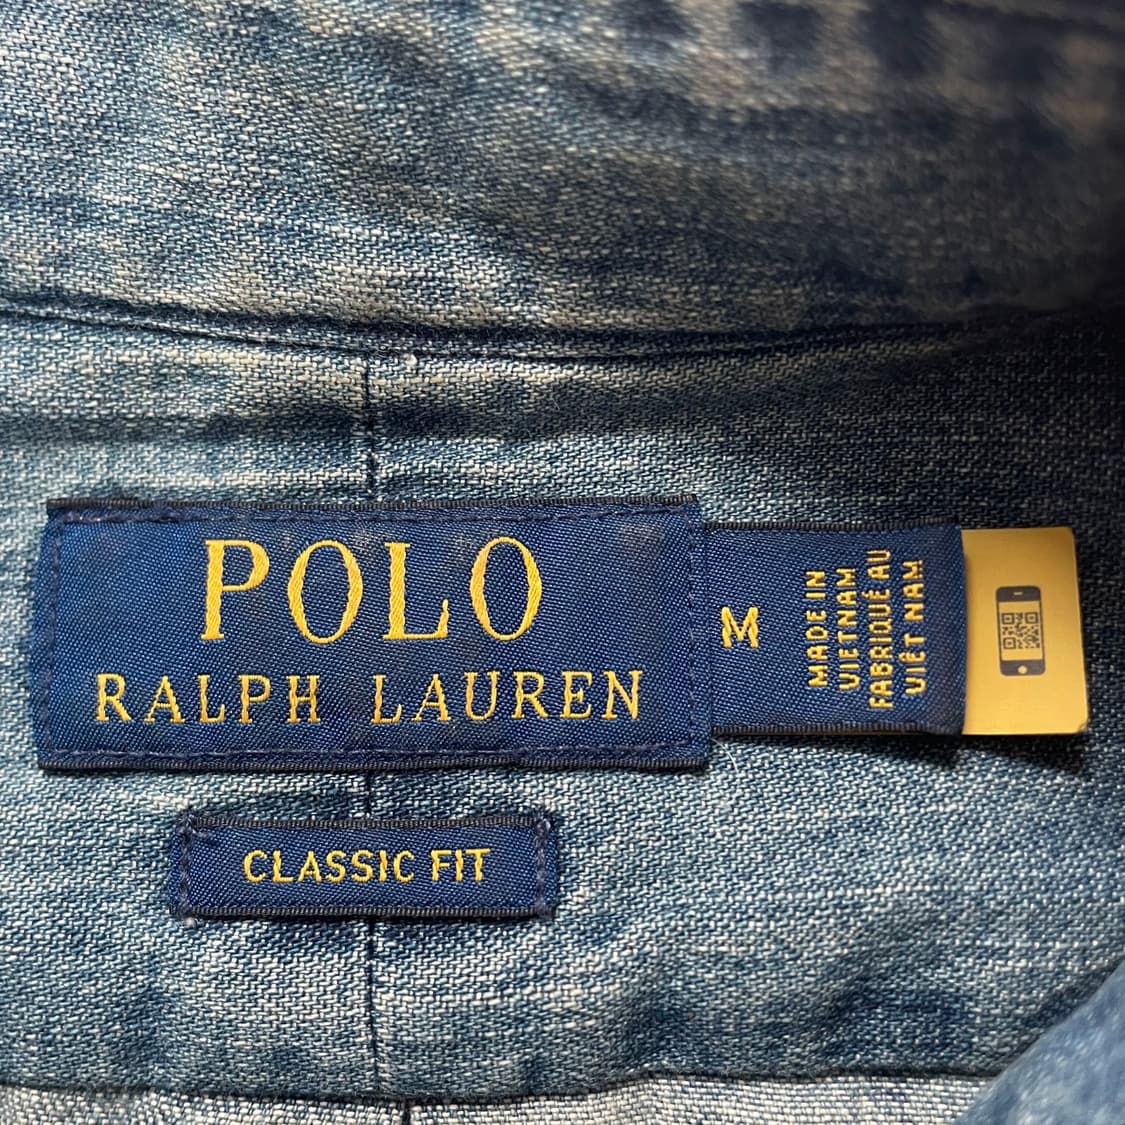 POLO
RALPH LAUREN
M
MADE IN
VIETNAM
FABRIQUÉ AU
VIÊT NAM
CLASSIC FIT